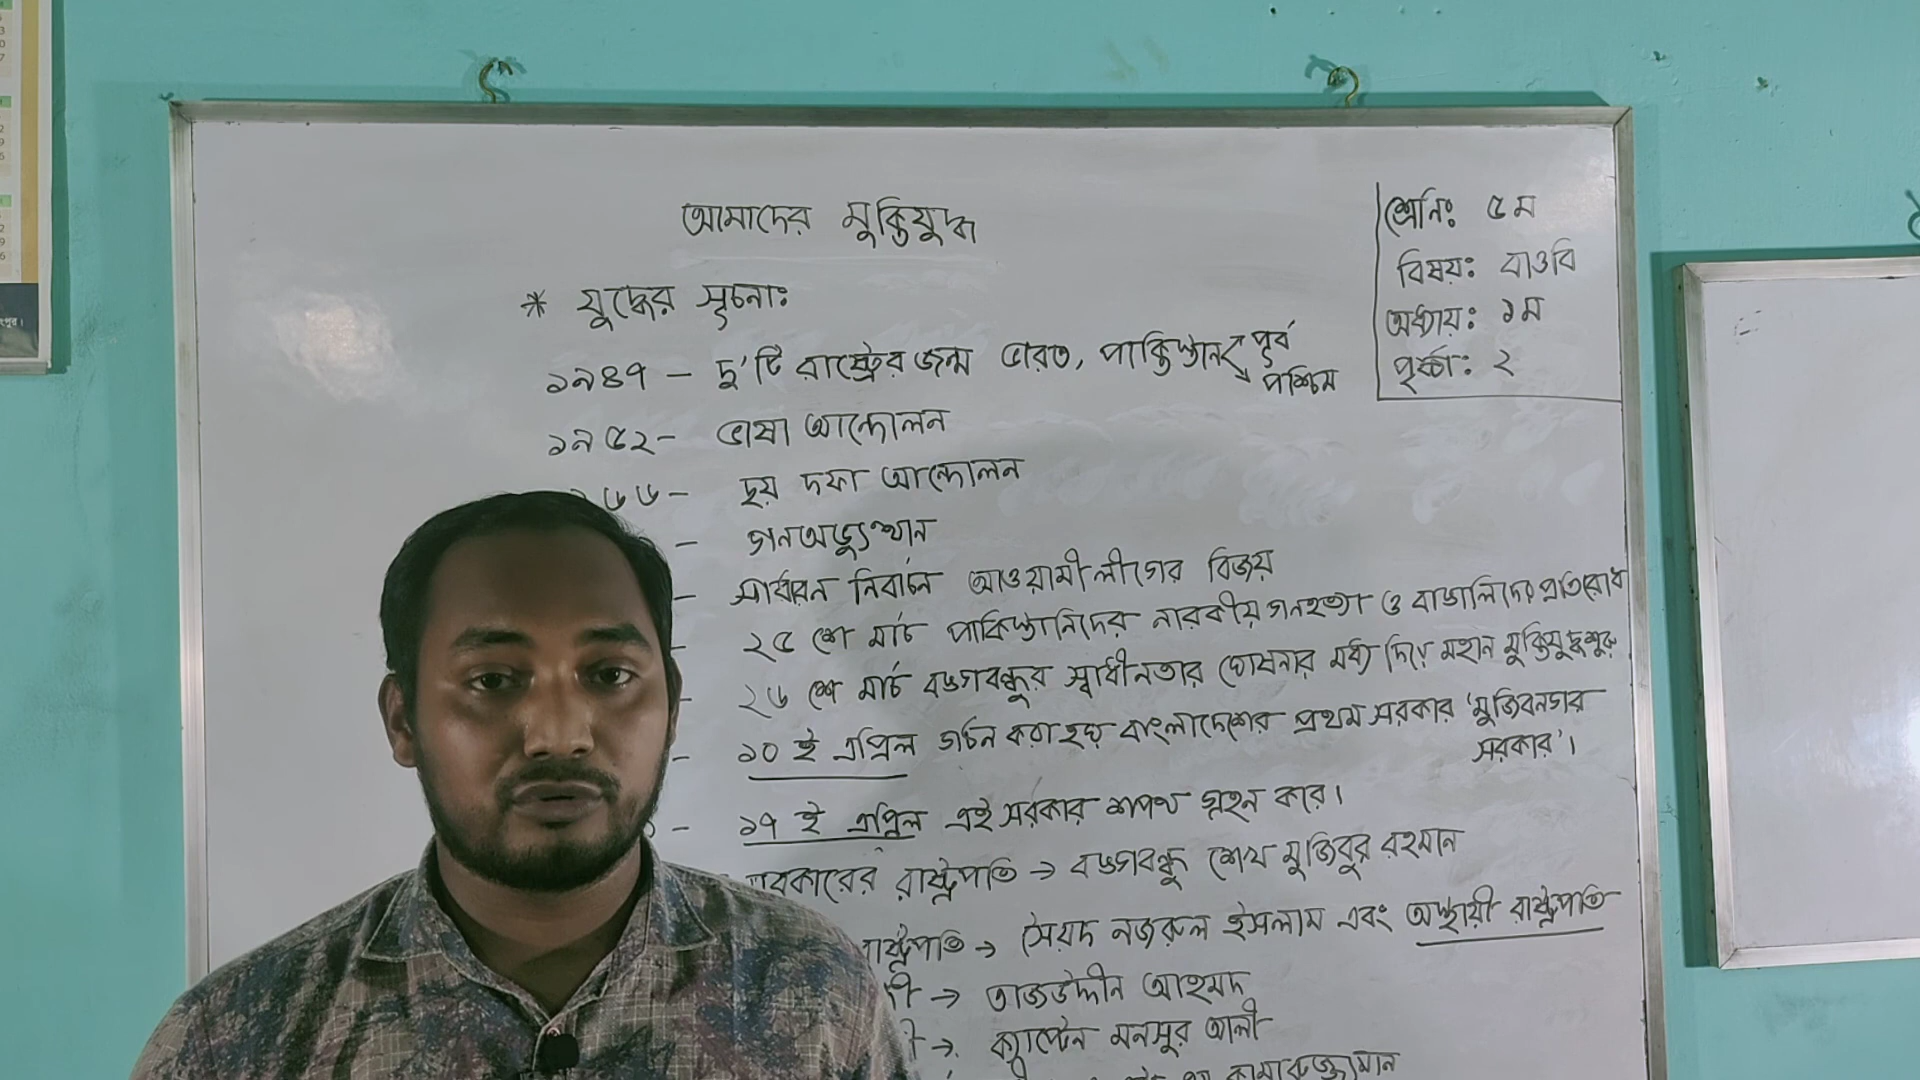 আমাদের মুক্তিযুদ্ধ
শ্রেনিঃ ৫ম
বিষয়ঃ বাওবি
অধ্যায়ঃ ১ম
পৃষ্ঠাঃ ২
* যুদ্ধের সূচনাঃ
১৯৪৭ - দু'টি রাষ্ট্রের জন্ম ভারত, পাকিস্তান পূর্ব
পশ্চিম
১৯৫২ - ভাষা আন্দোলন
৬৬ - ছয় দফা আন্দোলন
- গনঅভ্যুত্থান
- সাধারন নির্বাচন আওয়ামীলীগের বিজয়
২৫ শে মার্চ পাকিস্তানিদের নারকীয় গনহত্যা ও বাঙালিদের প্রতিরোধ
২৬ শে মার্চ বঙ্গবন্ধুর স্বাধীনতার ঘোষনার মধ্য দিয়ে মহান মুক্তিযুদ্ধ শুরু
- ১০ ই এপ্রিল গঠন করা হয় বাংলাদেশের প্রথম সরকার 'মুজিবনগর
সরকার'।
- ১৭ ই এপ্রিল এই সরকার শপথ গ্রহন করে।
রাষ্ট্রপতি → বঙ্গবন্ধু শেখ মুজিবুর রহমান
রাষ্ট্রপতি → সৈয়দ নজরুল ইসলাম এবং অস্থায়ী রাষ্ট্রপতি
→ তাজউদ্দীন আহমদ
→ ক্যাপ্টেন মনসুর আলী
কামারুজ্জামান